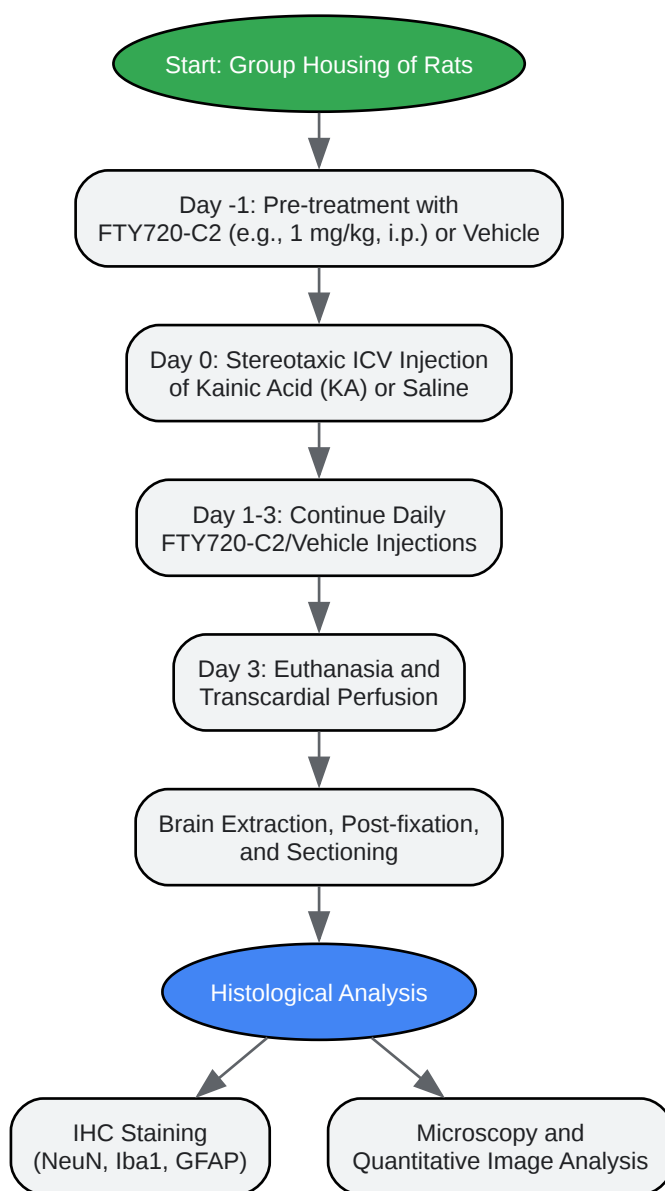 Start: Group Housing of Rats
Day -1: Pre-treatment with
FTY720-C2 (e.g., 1 mg/kg, i.p.) or Vehicle
Day 0: Stereotaxic ICV Injection
of Kainic Acid (KA) or Saline
Day 1-3: Continue Daily
FTY720-C2/Vehicle Injections
Day 3: Euthanasia and
Transcardial Perfusion
Brain Extraction, Post-fixation,
and Sectioning
Histological Analysis
IHC Staining
(NeuN, Iba1, GFAP)
Microscopy and
Quantitative Image Analysis